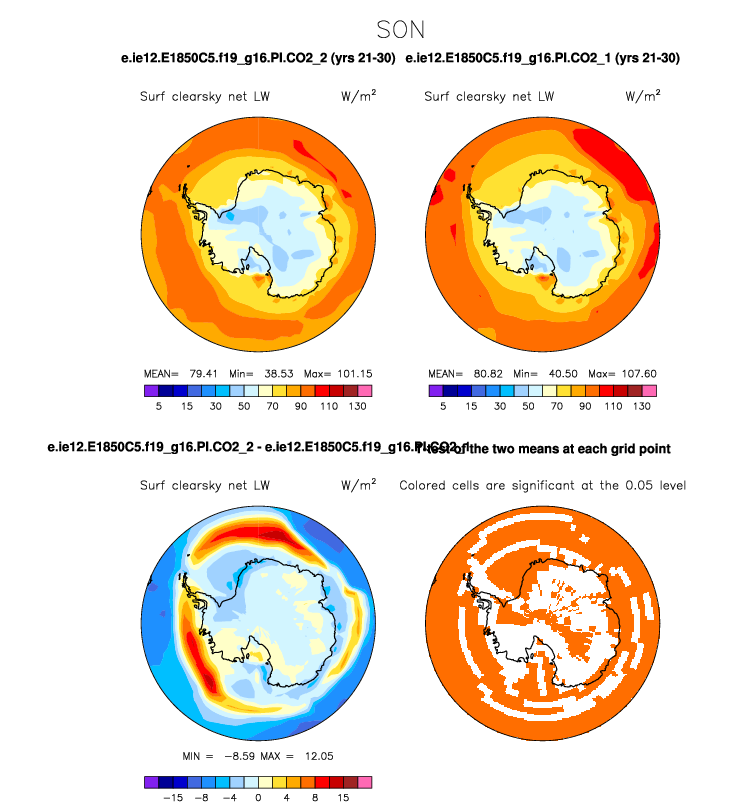 SON
e.ie12.E1850C5.f19_g16.PI.CO2_2 (yrs 21-30) e.ie12.E1850C5.f19_g16.PI.CO2_1 (yrs 21-30)
Surf clearsky net LW W/m² Surf clearsky net LW W/m²
MEAN= 79.41 Min= 38.53 Max= 101.15 MEAN= 80.82 Min= 40.50 Max= 107.60
5 15 30 50 70 90 110 130 5 15 30 50 70 90 110 130
e.ie12.E1850C5.f19_g16.PI.CO2_2 - e.ie12.E1850C5.f19_g16.PI.CO2_1 T-test of the two means at each grid point
Surf clearsky net LW W/m² Colored cells are significant at the 0.05 level
MIN = -8.59 MAX = 12.05
-15 -8 -4 0 4 8 15